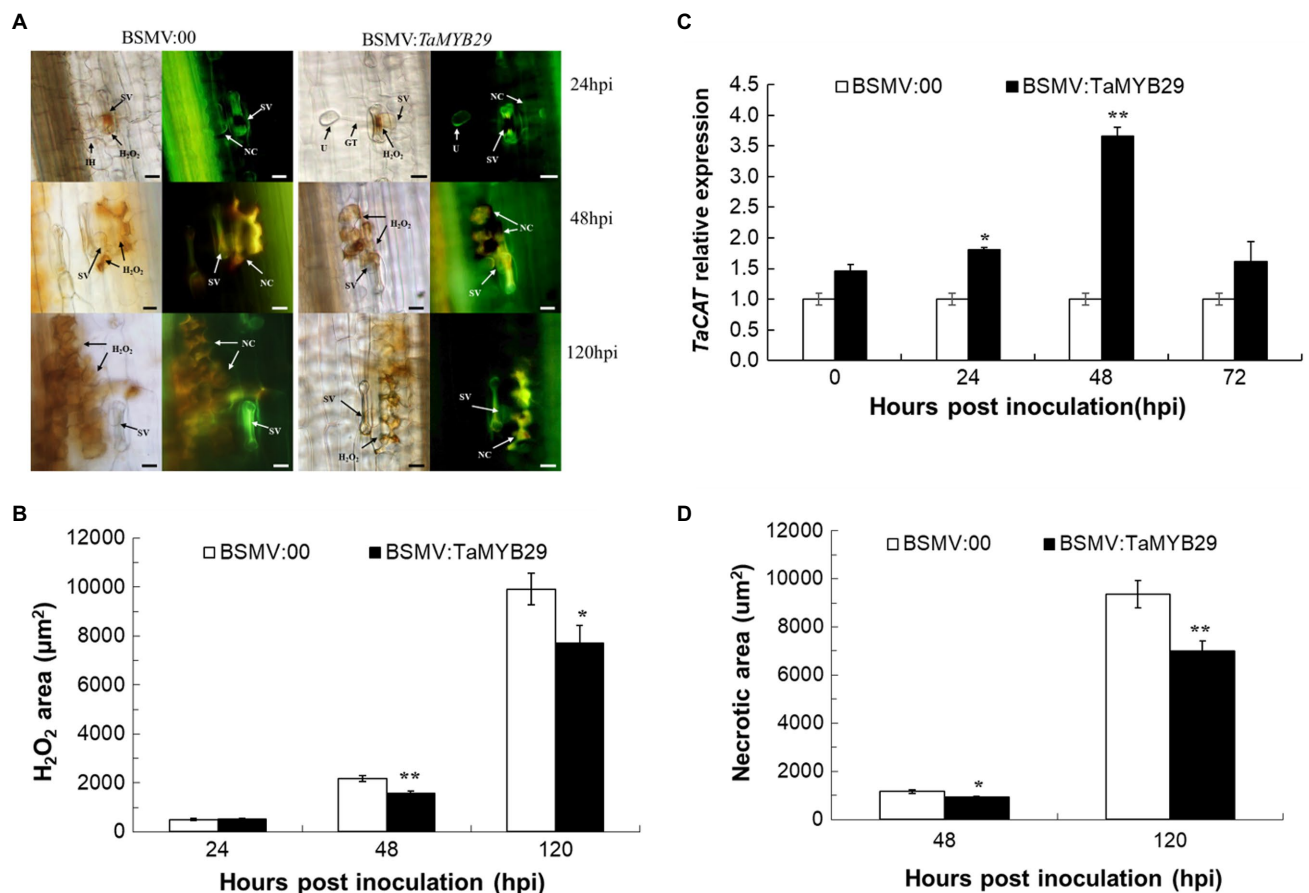 A
BSMV:00
BSMV:TaMYB29
24hpi
SV
H₂O₂
IH
SV
NC
SV
U
GT
H₂O₂
NC
U
SV
48hpi
SV
H₂O₂
SV
NC
H₂O₂
SV
NC
SV
120hpi
H₂O₂
SV
NC
SV
SV
H₂O₂
SV
NC
B
12000
10000
8000
6000
4000
2000
0
H₂O₂ area (µm²)
BSMV:00 BSMV:TaMYB29
**
*
24 48 120
Hours post inoculation (hpi)
C
4.5
4.0
3.5
3.0
2.5
2.0
1.5
1.0
0.5
0.0
TaCAT relative expression
BSMV:00 BSMV:TaMYB29
*
**
0 24 48 72
Hours post inoculation(hpi)
D
12000
10000
8000
6000
4000
2000
0
Necrotic area (um²)
BSMV:00 BSMV:TaMYB29
*
**
48 120
Hours post inoculation (hpi)